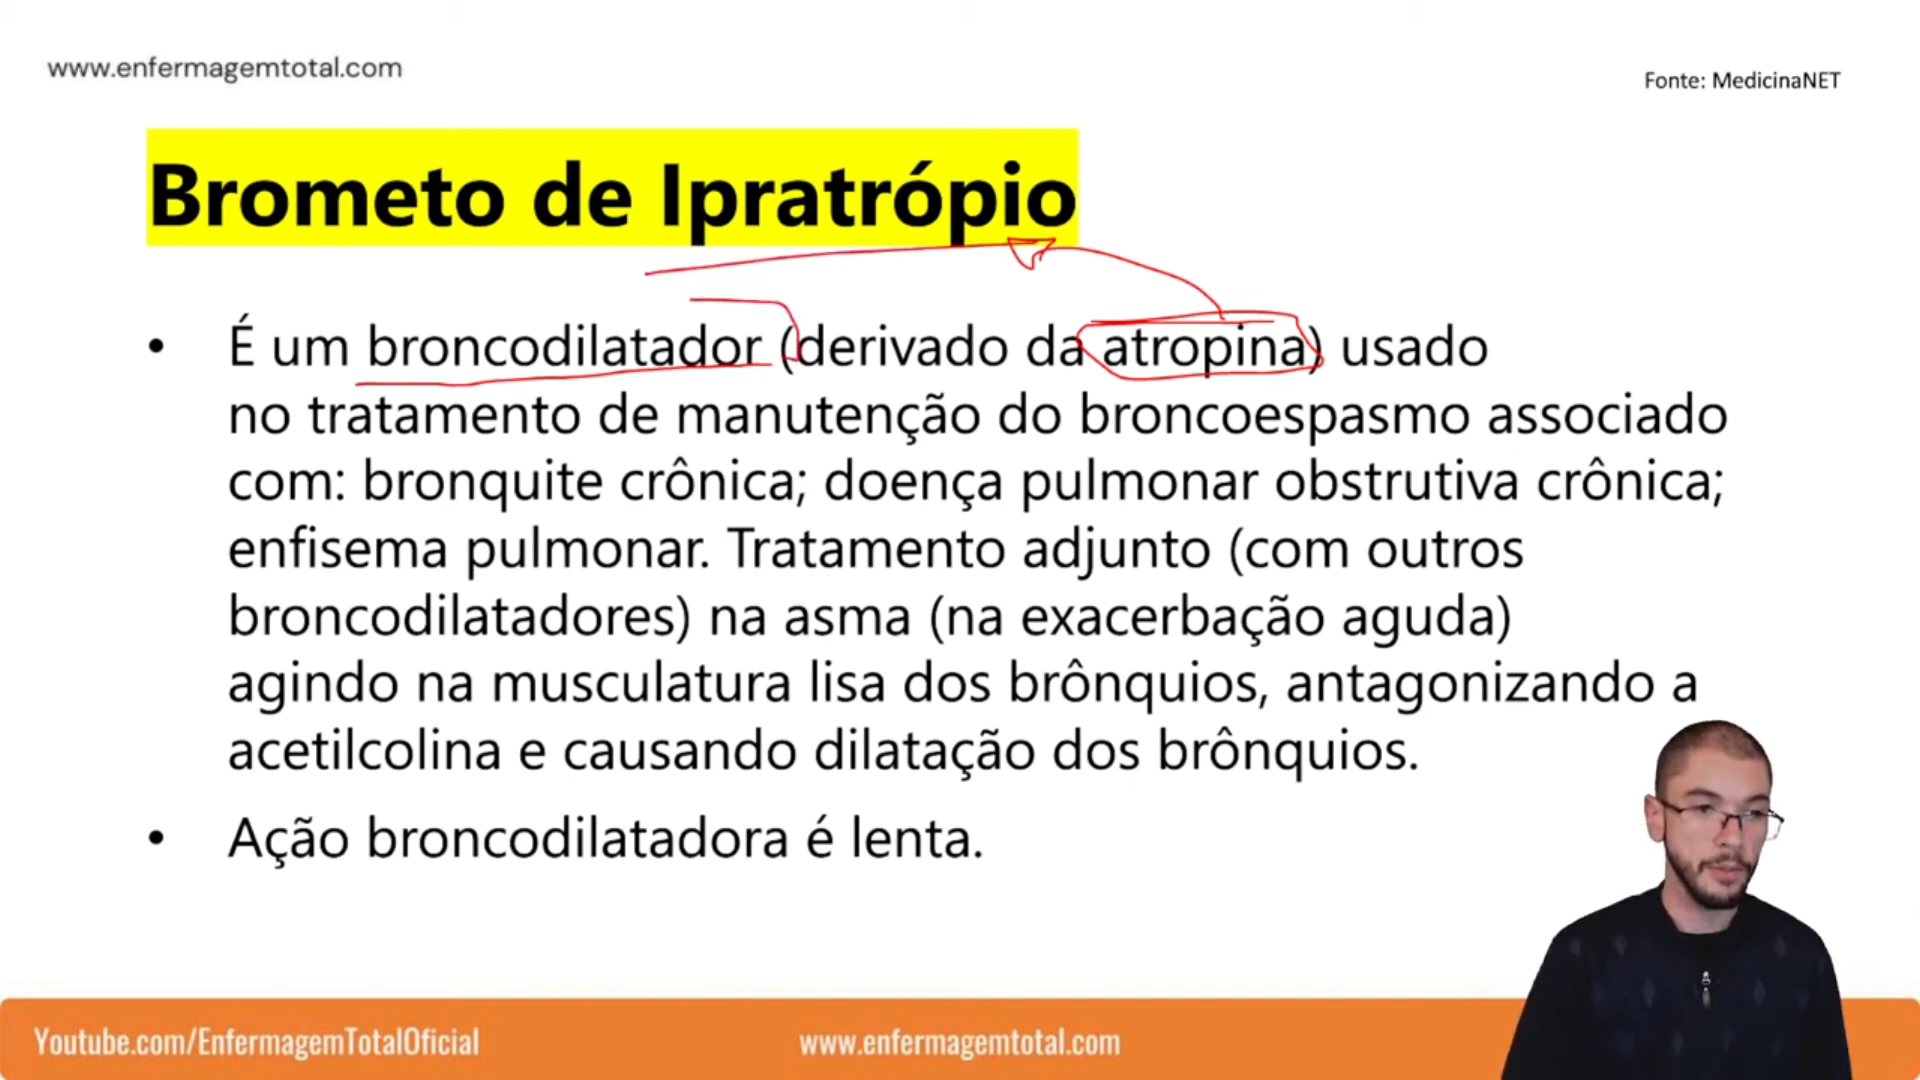 www.enfermagemtotal.com
Fonte: MedicinaNET
Brometo de Ipratrópio
• É um broncodilatador (derivado da atropina) usado
no tratamento de manutenção do broncoespasmo associado
com: bronquite crônica; doença pulmonar obstrutiva crônica;
enfisema pulmonar. Tratamento adjunto (com outros
broncodilatadores) na asma (na exacerbação aguda)
agindo na musculatura lisa dos brônquios, antagonizando a
acetilcolina e causando dilatação dos brônquios.
• Ação broncodilatadora é lenta.
Youtube.com/EnfermagemTotalOficial
www.enfermagemtotal.com